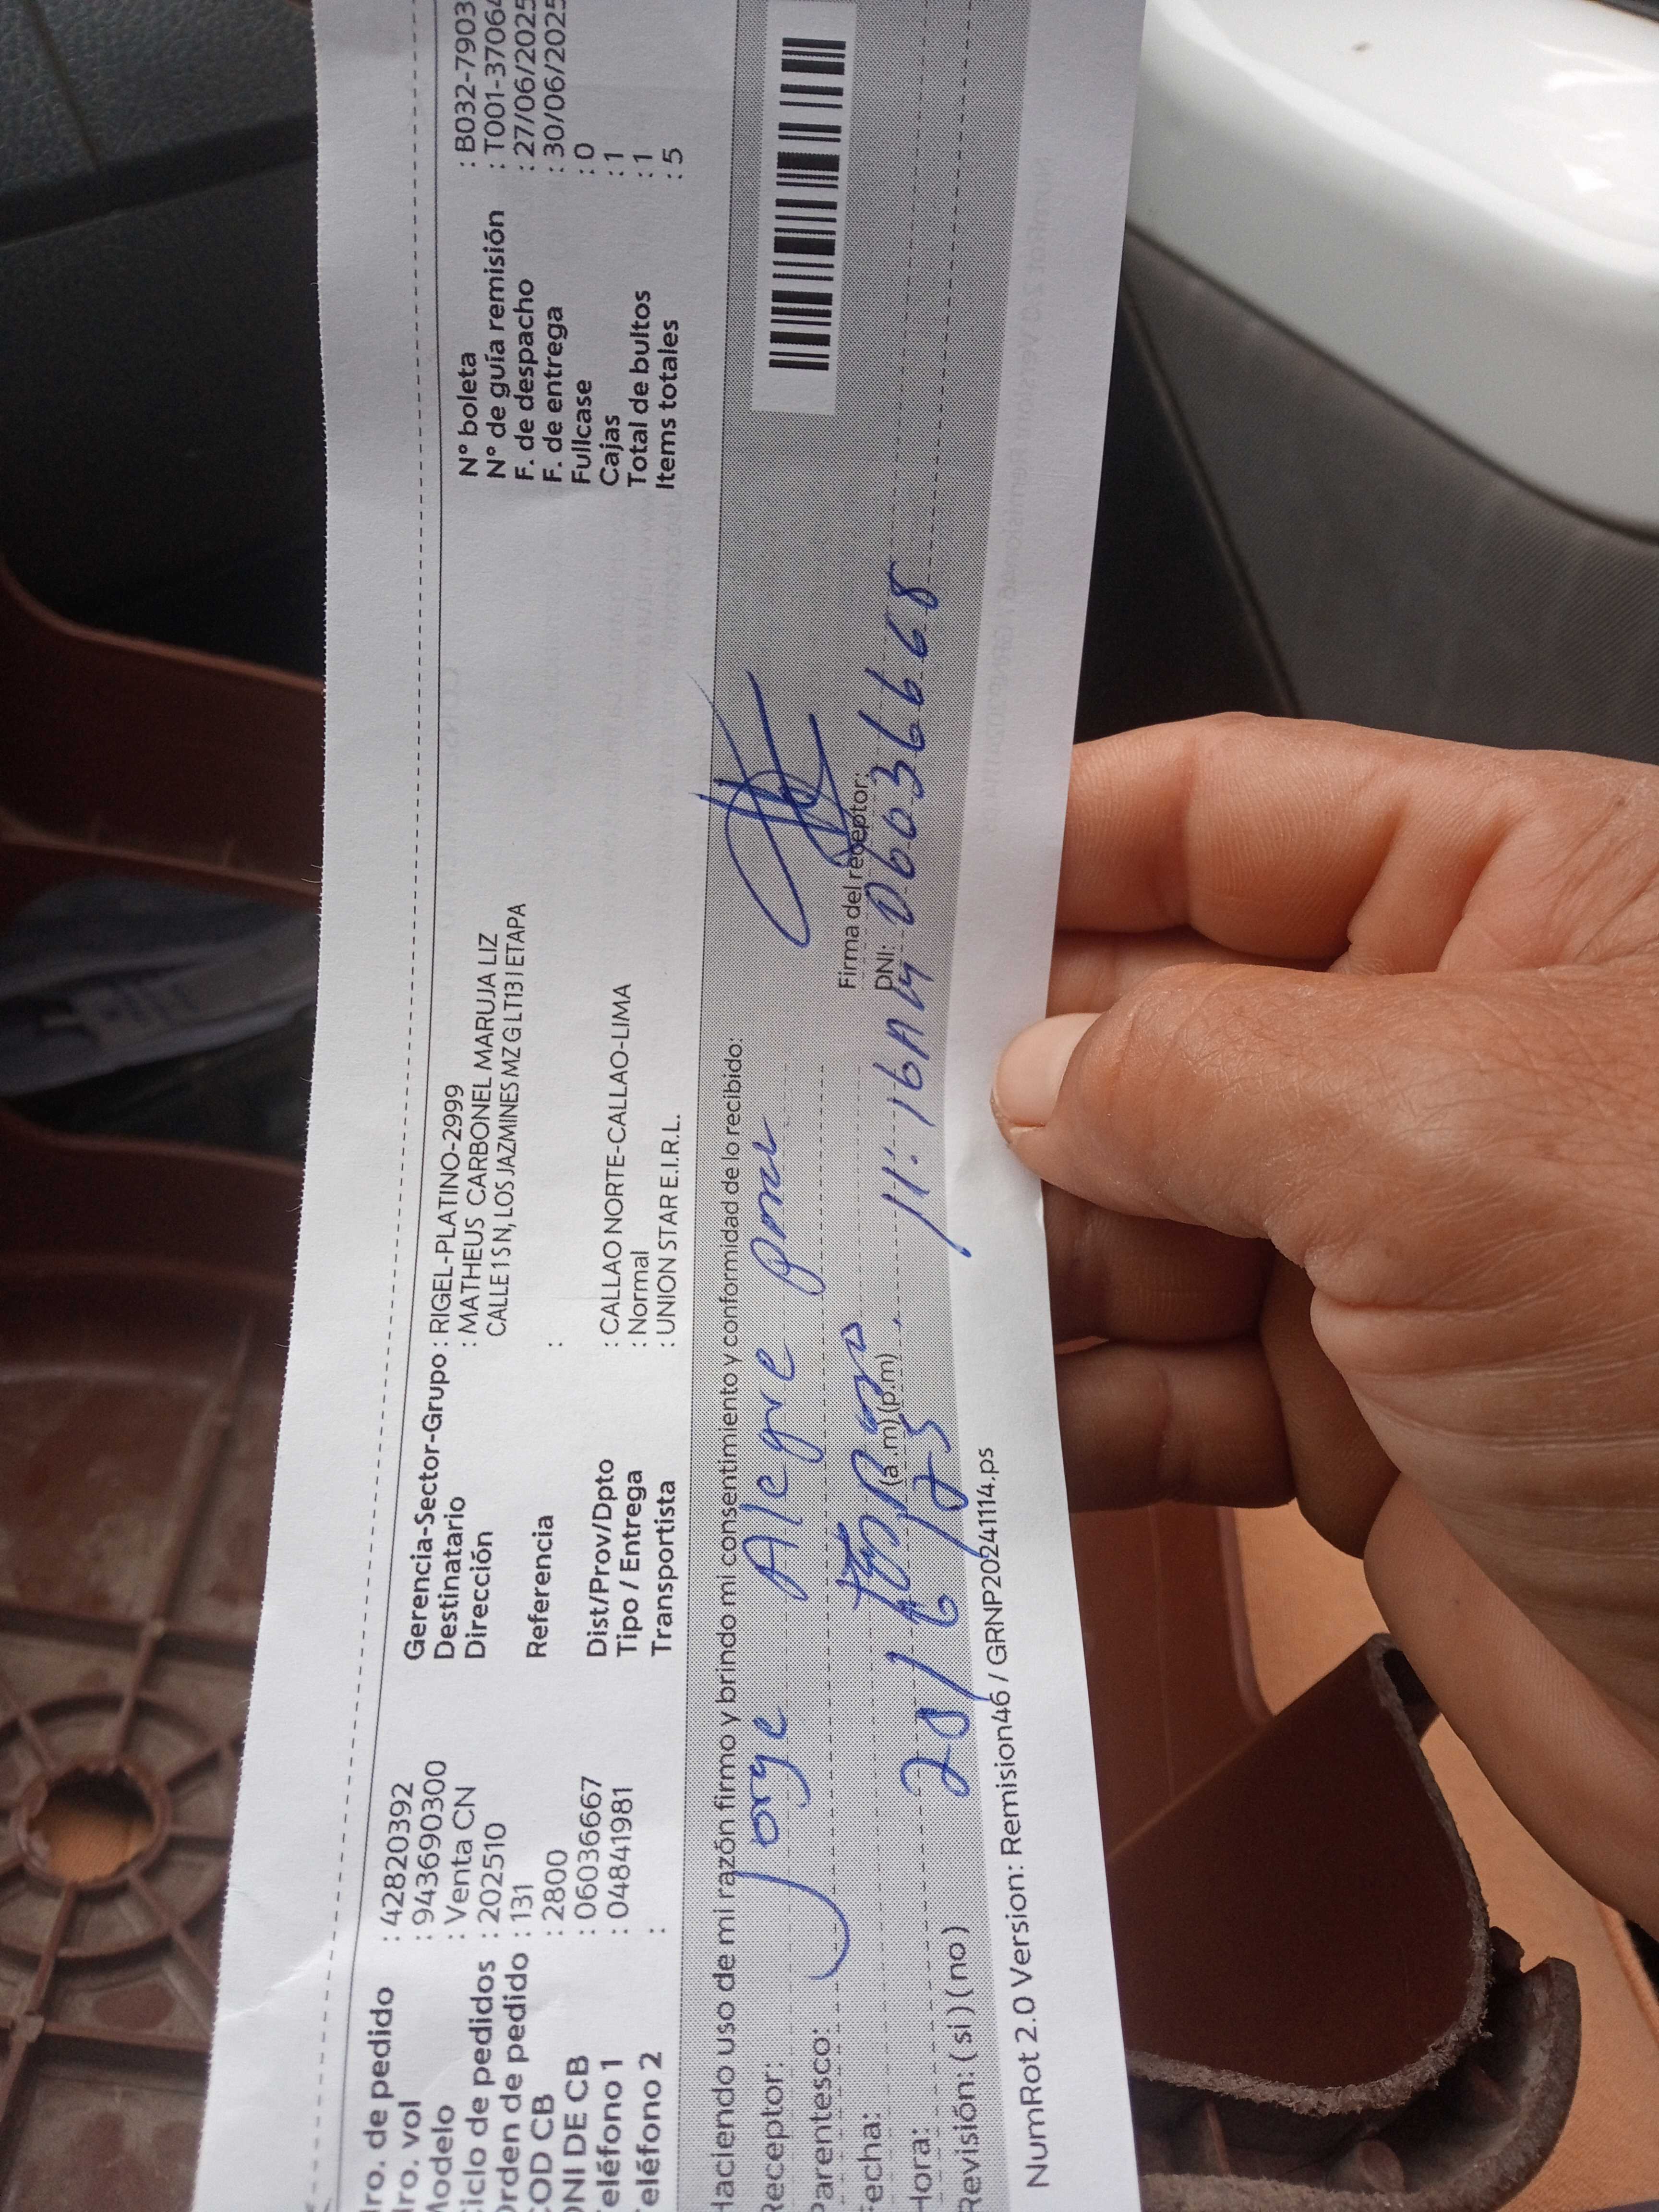 Nro. de pedido : 42820392
Nro. vol : 943690300
Modelo : Venta CN
Ciclo de pedidos : 202510
Orden de pedido : 131
COD CB : 2800
DNI DE CB : 06036667
Teléfono 1 : 04841981
Teléfono 2 :
Gerencia-Sector-Grupo : RIGEL-PLATINO-2999
Destinatario : MATHEUS CARBONEL MARUJA LIZ
Dirección CALLE 1 S N, LOS JAZMINES MZ G LT 13 I ETAPA
Referencia :
Dist/Prov/Dpto : CALLAO NORTE-CALLAO-LIMA
Tipo / Entrega : Normal
Transportista : UNION STAR E.I.R.L.
N° boleta : B032-7903
N° de guía remisión : T001-37064
F. de despacho : 27/06/2025
F. de entrega : 30/06/2025
Fullcase : 0
Cajas : 1
Total de bultos : 1
Items totales : 5
Haciendo uso de mi razón firmo y brindo mi consentimiento y conformidad de lo recibido:
Receptor: Jorge Alegre
Parentesco:
Fecha:
Hora: (a.m) (p.m) 11:16 AM
Revisión: ( si ) ( no )
Firma del receptor:
DNI: 06036668
NumRot 2.0 Version: Remision46 / GRNP20241114.ps